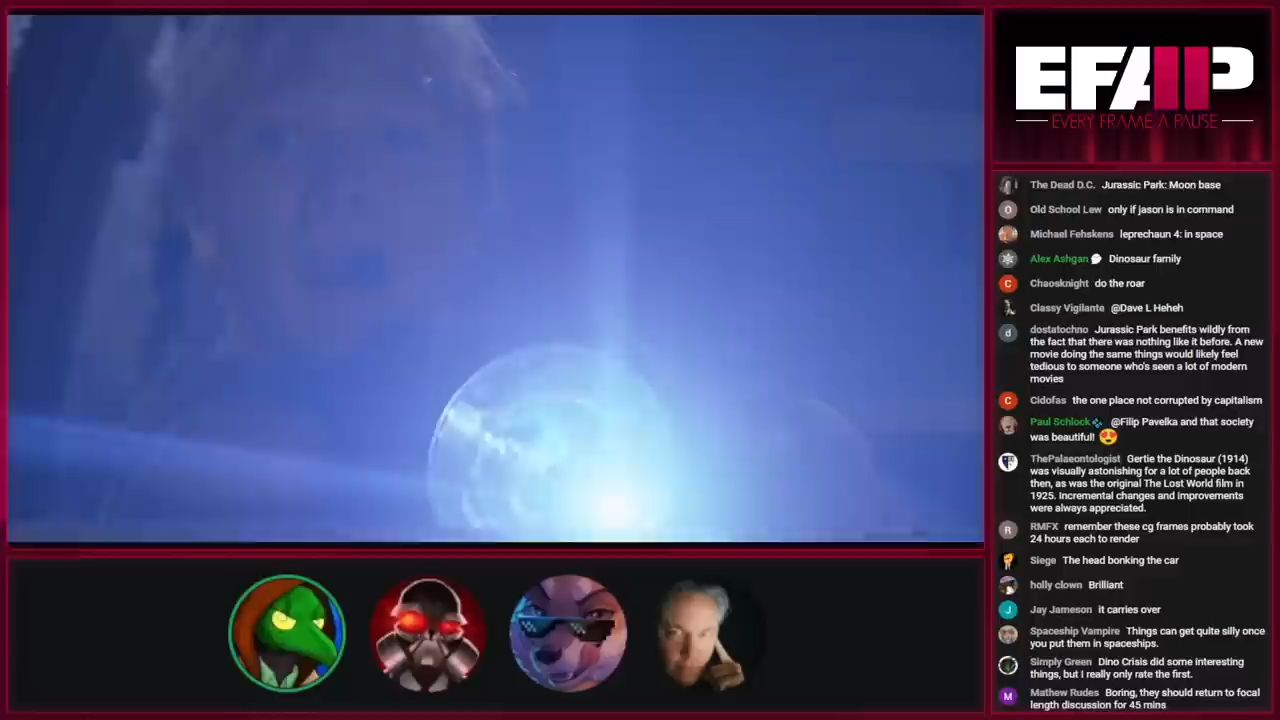 EFAP
EVERY FRAME A PAUSE
The Dead D.C. Jurassic Park: Moon base
Old School Lew only if jason is in command
Michael Fehskens leprechaun 4: in space
Alex Ashgan Dinosaur family
Chaosknight do the roar
Classy Vigilante @Dave L Heheh
dostatochno Jurassic Park benefits wildly from
the fact that there was nothing like it before. A new
movie doing the same things would likely feel
tedious to someone who's seen a lot of modern
movies
Cidofas the one place not corrupted by capitalism
Paul Schlock @Filip Pavelka and that society
was beautiful! 😍
ThePalaeontologist Gertie the Dinosaur (1914)
was visually astonishing for a lot of people back
then, as was the original The Lost World film in
1925. Incremental changes and improvements
were always appreciated.
RMFX remember these cg frames probably took
24 hours each to render
Siege The head bonking the car
holly clown Brilliant
Jay Jameson it carries over
Spaceship Vampire Things can get quite silly once
you put them in spaceships.
Simply Green Dino Crisis did some interesting
things, but I really only rate the first.
Mathew Rudes Boring, they should return to focal
length discussion for 45 mins